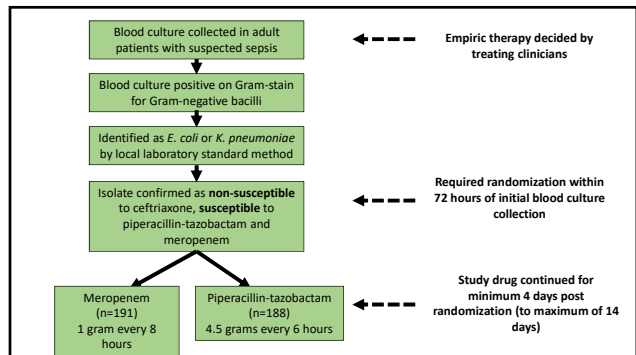 Blood culture collected in adult
patients with suspected sepsis
Empiric therapy decided by
treating clinicians
Blood culture positive on Gram-stain
for Gram-negative bacilli
Identified as E. coli or K. pneumoniae
by local laboratory standard method
Isolate confirmed as non-susceptible
to ceftriaxone, susceptible to
piperacillin-tazobactam and
meropenem
Required randomization within
72 hours of initial blood culture
collection
Meropenem
(n=191)
1 gram every 8
hours
Piperacillin-tazobactam
(n=188)
4.5 grams every 6 hours
Study drug continued for
minimum 4 days post
randomization (to maximum of 14
days)